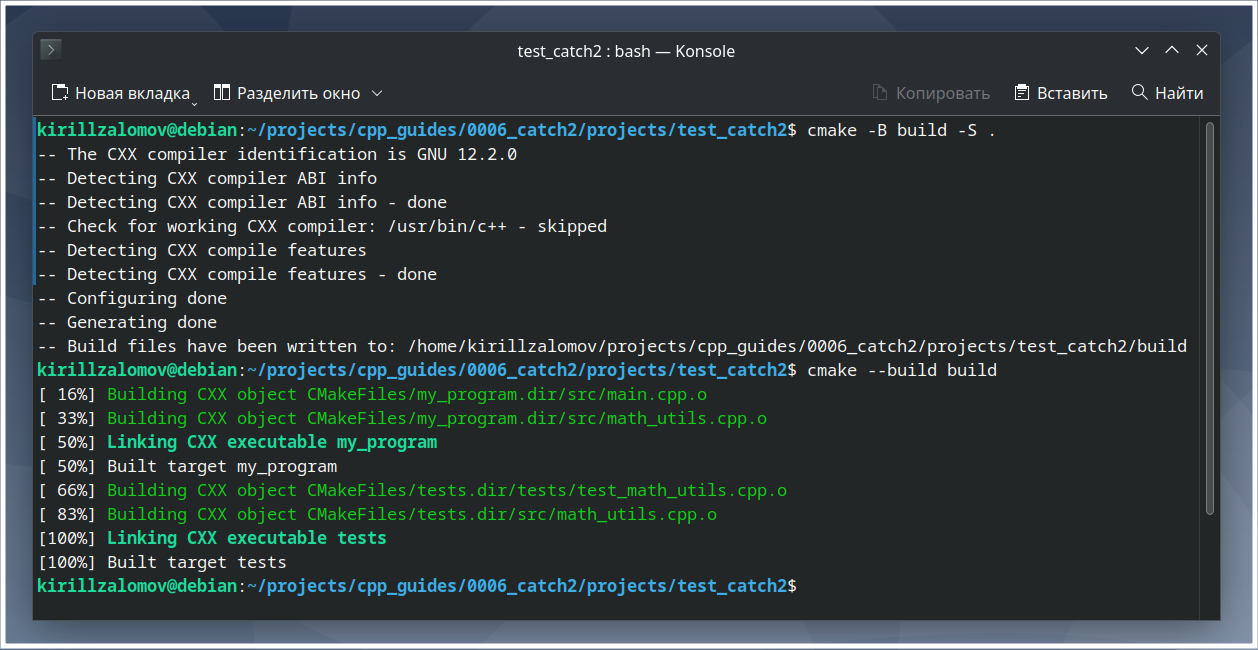 test_catch2 : bash — Konsole
Новая вкладка Разделить окно Копировать Вставить Найти
kirillzalomov@debian:~/projects/cpp_guides/0006_catch2/projects/test_catch2$ cmake -B build -S .
-- The CXX compiler identification is GNU 12.2.0
-- Detecting CXX compiler ABI info
-- Detecting CXX compiler ABI info - done
-- Check for working CXX compiler: /usr/bin/c++ - skipped
-- Detecting CXX compile features
-- Detecting CXX compile features - done
-- Configuring done
-- Generating done
-- Build files have been written to: /home/kirillzalomov/projects/cpp_guides/0006_catch2/projects/test_catch2/build
kirillzalomov@debian:~/projects/cpp_guides/0006_catch2/projects/test_catch2$ cmake --build build
[ 16%] Building CXX object CMakeFiles/my_program.dir/src/main.cpp.o
[ 33%] Building CXX object CMakeFiles/my_program.dir/src/math_utils.cpp.o
[ 50%] Linking CXX executable my_program
[ 50%] Built target my_program
[ 66%] Building CXX object CMakeFiles/tests.dir/tests/test_math_utils.cpp.o
[ 83%] Building CXX object CMakeFiles/tests.dir/src/math_utils.cpp.o
[100%] Linking CXX executable tests
[100%] Built target tests
kirillzalomov@debian:~/projects/cpp_guides/0006_catch2/projects/test_catch2$